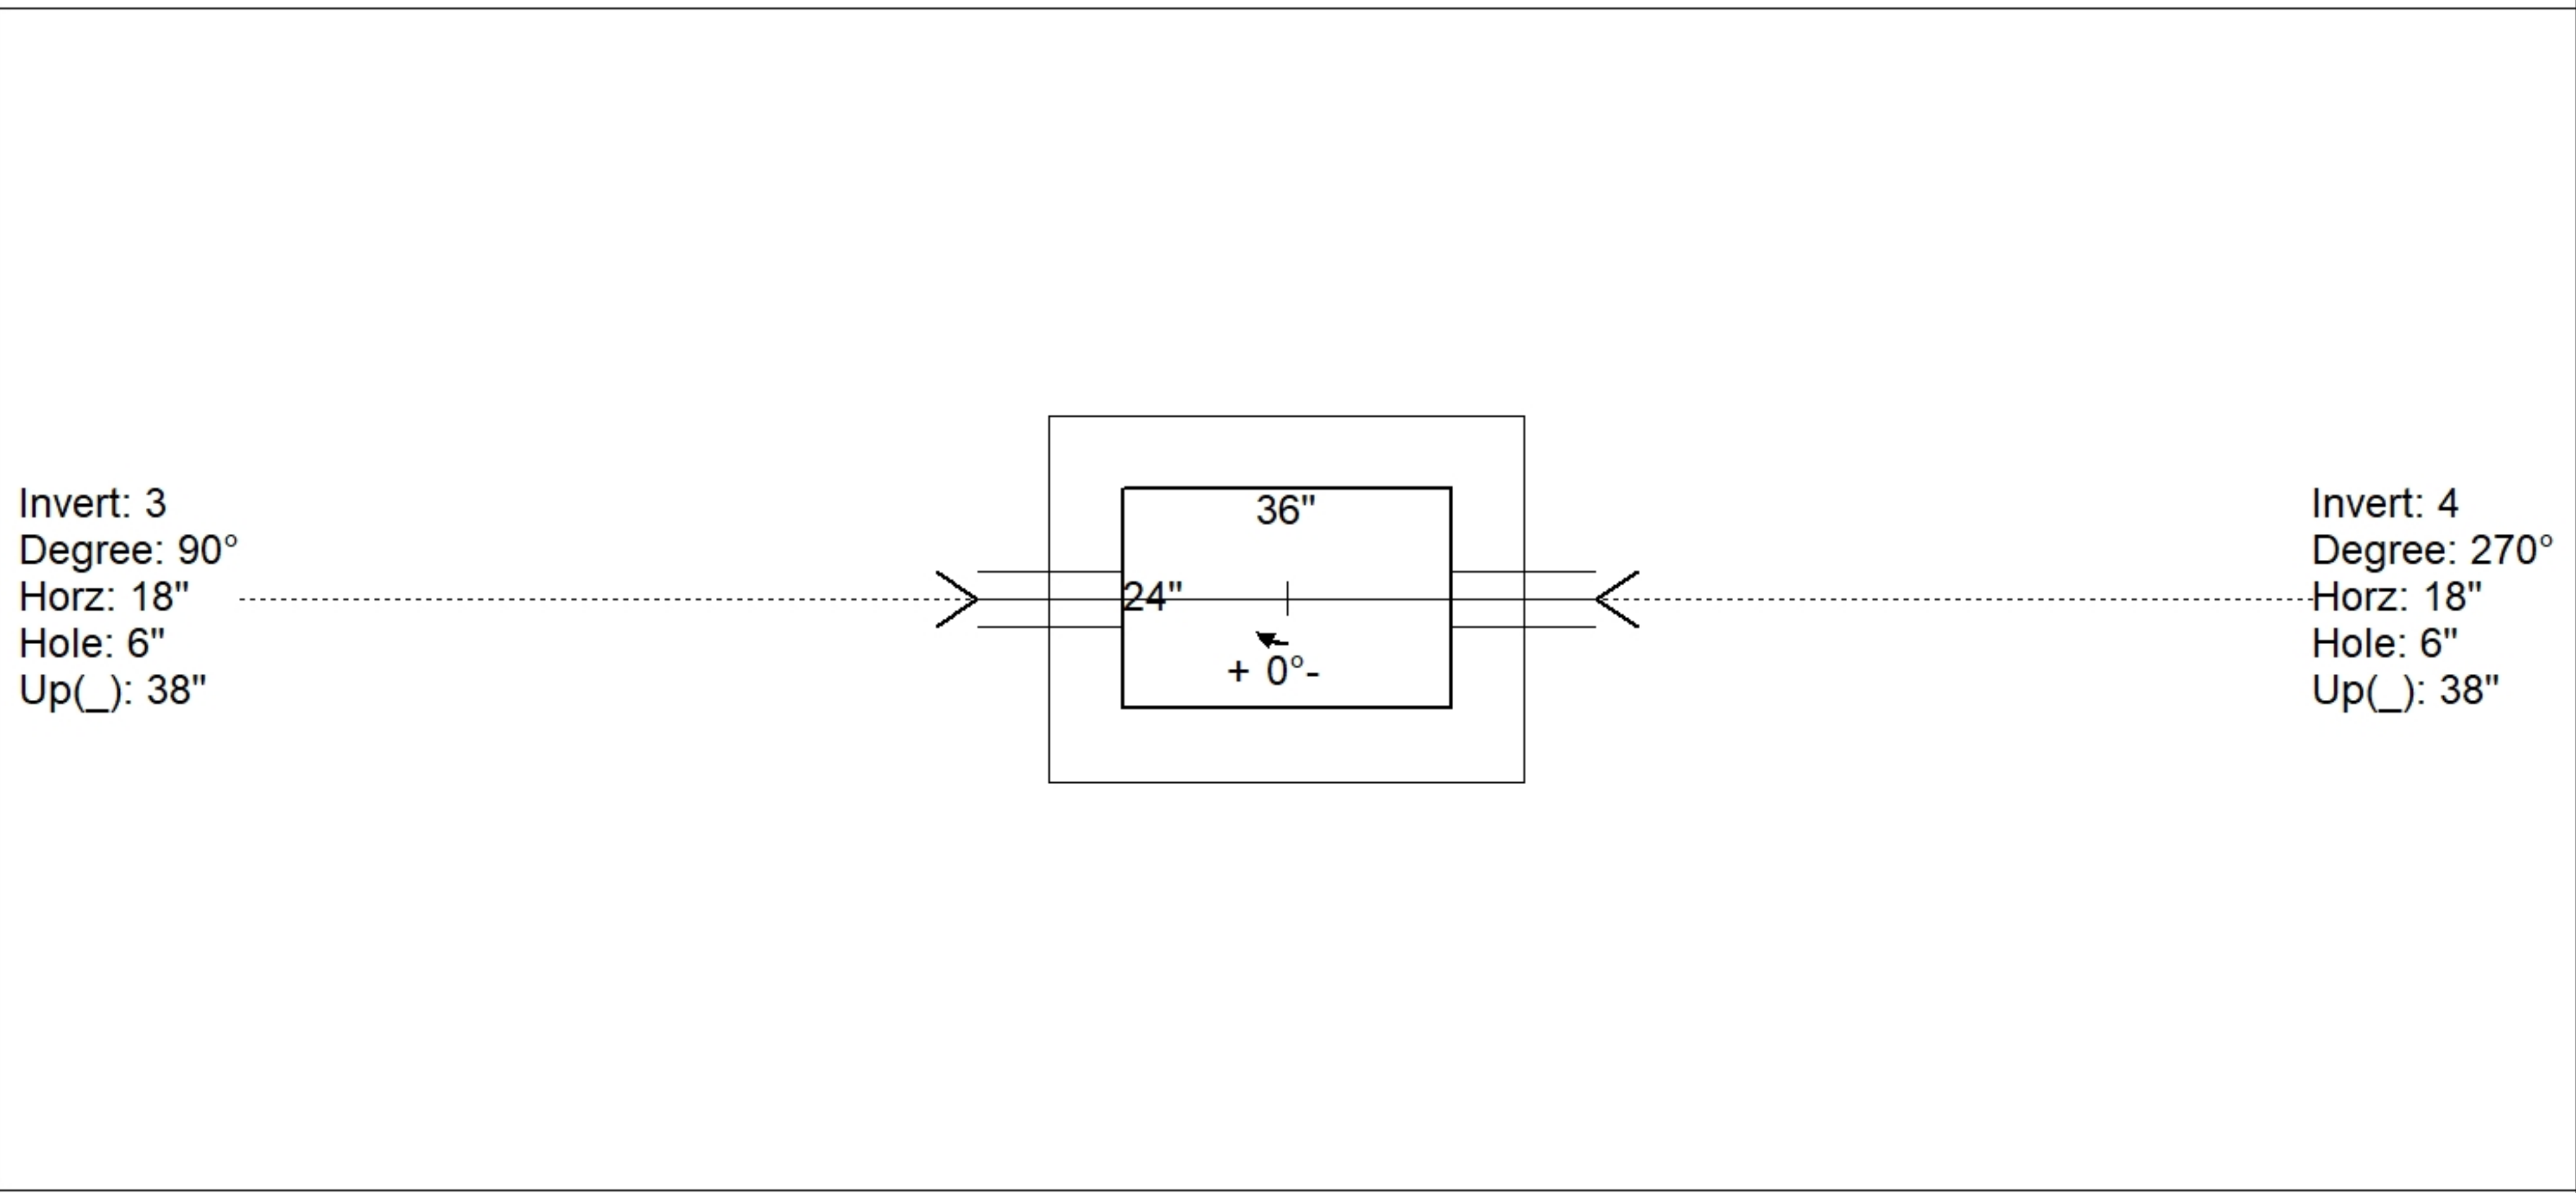 Invert: 3
Degree: 90°
Horz: 18"
Hole: 6"
Up(_): 38"
36"
24"
+ 0°-
Invert: 4
Degree: 270°
Horz: 18"
Hole: 6"
Up(_): 38"